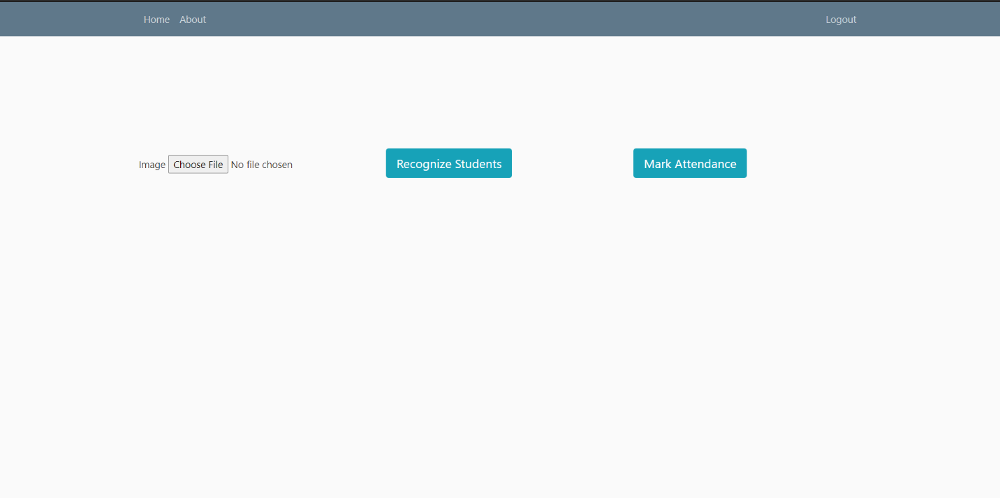 Home About Logout
Image Choose File No file chosen Recognize Students Mark Attendance